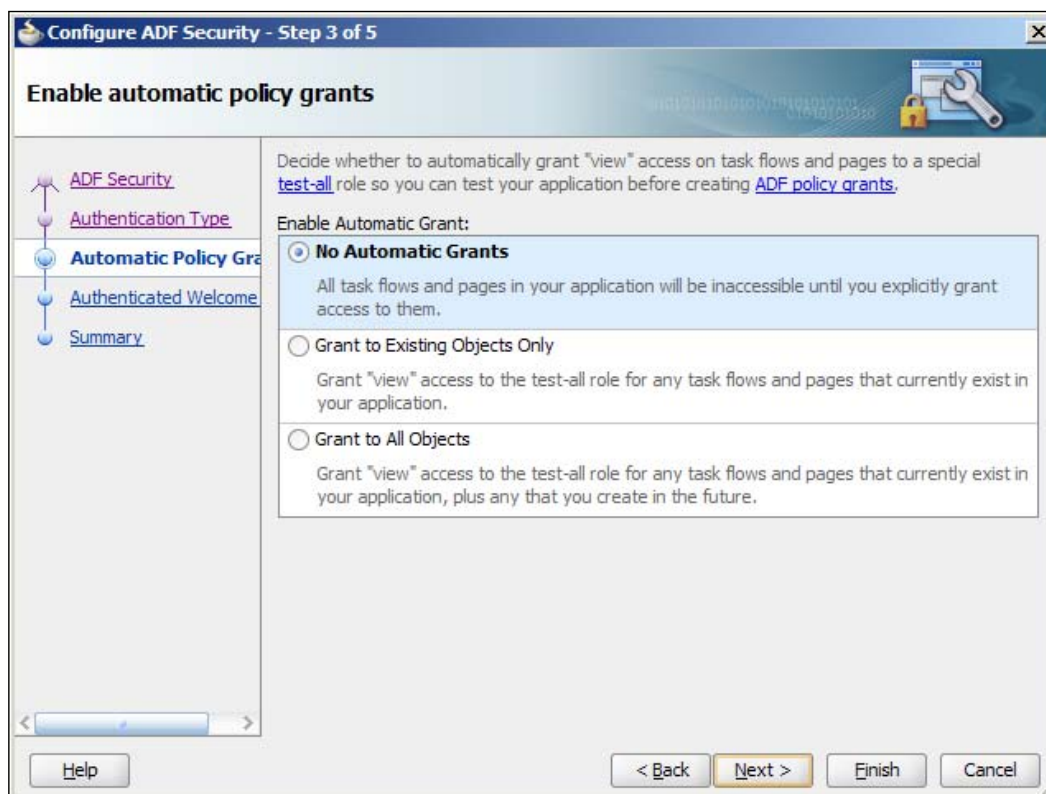 Configure ADF Security - Step 3 of 5
Enable automatic policy grants
ADF Security
Authentication Type
Automatic Policy Gra
Authenticated Welcome
Summary
Decide whether to automatically grant "view" access on task flows and pages to a special
test-all role so you can test your application before creating ADF policy grants.
Enable Automatic Grant:
No Automatic Grants
All task flows and pages in your application will be inaccessible until you explicitly grant
access to them.
Grant to Existing Objects Only
Grant "view" access to the test-all role for any task flows and pages that currently exist in
your application.
Grant to All Objects
Grant "view" access to the test-all role for any task flows and pages that currently exist in
your application, plus any that you create in the future.
Help
< Back
Next >
Finish
Cancel